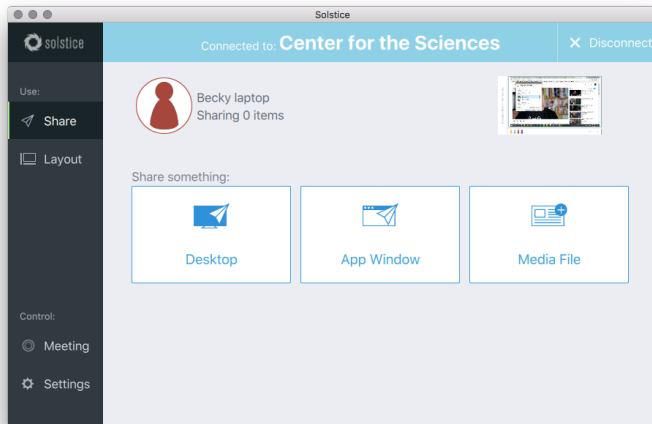 Solstice
solstice
Connected to: Center for the Sciences
Disconnect
Use:
Share
Layout
Becky laptop
Sharing 0 items
Share something:
Desktop
App Window
Media File
Control:
Meeting
Settings